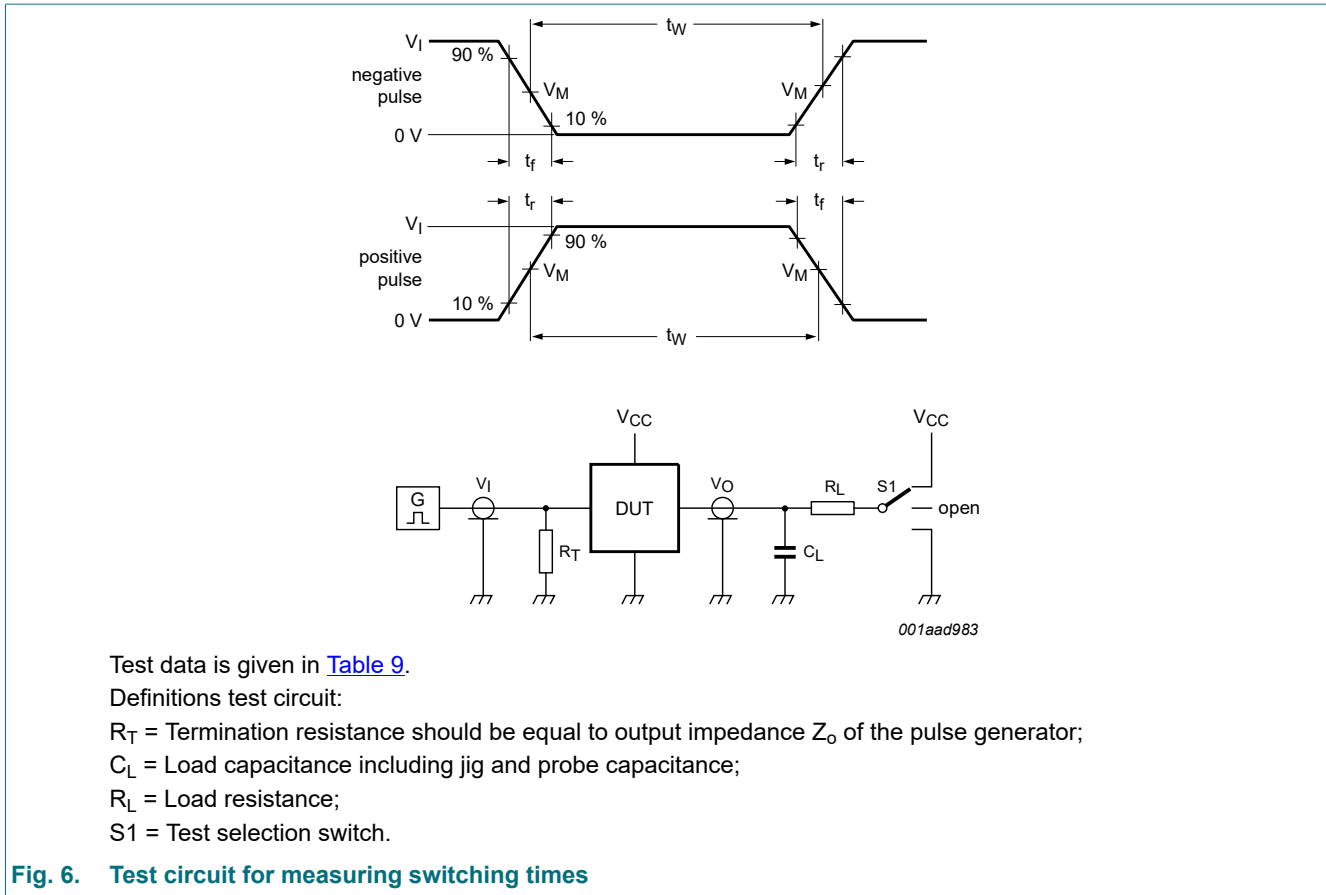 tW
VI
90 %
negative
pulse
VM
VM
10 %
0 V
tf
tr
tr
tf
VI
90 %
positive
pulse
VM
VM
10 %
0 V
tW
VCC
VCC
G
VI
DUT
VO
RL
S1
open
RT
CL
001aad983
Test data is given in Table 9.
Definitions test circuit:
RT = Termination resistance should be equal to output impedance Zo of the pulse generator;
CL = Load capacitance including jig and probe capacitance;
RL = Load resistance;
S1 = Test selection switch.
Fig. 6. Test circuit for measuring switching times